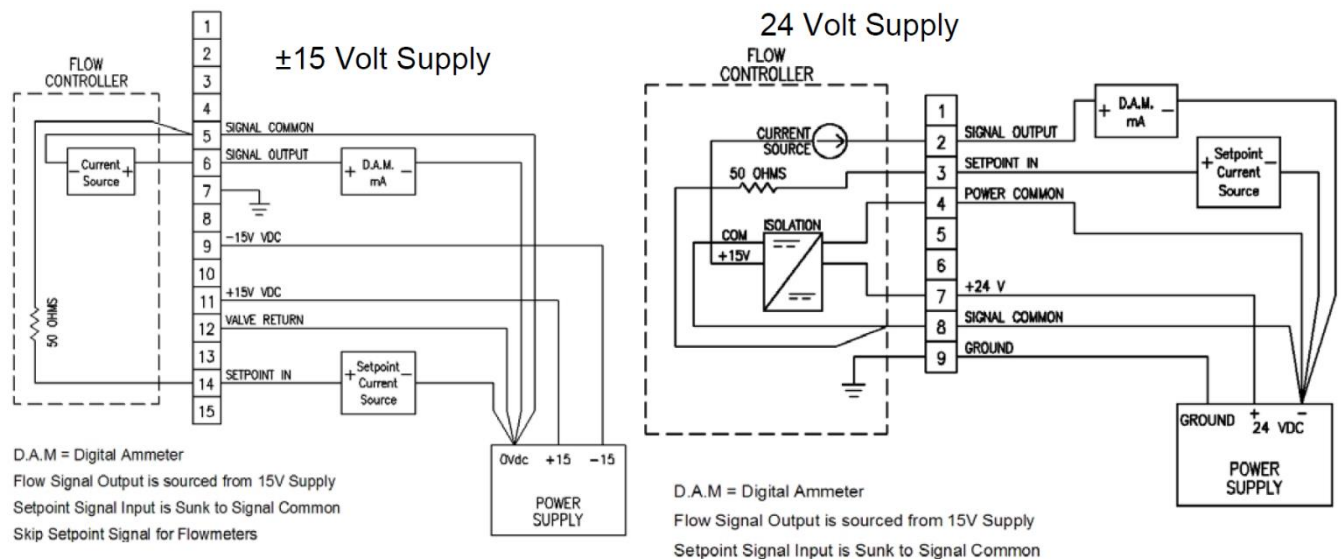 ±15 Volt Supply
FLOW
CONTROLLER
1
2
3
4
5
6
7
8
9
10
11
12
13
14
15
SIGNAL COMMON
SIGNAL OUTPUT
- Current +
Source
+ D.A.M. -
mA
-15V VDC
+15V VDC
VALVE RETURN
50 OHMS
SETPOINT IN
+ Setpoint -
Current
Source
0Vdc +15 -15
POWER
SUPPLY
D.A.M = Digital Ammeter
Flow Signal Output is sourced from 15V Supply
Setpoint Signal Input is Sunk to Signal Common
Skip Setpoint Signal for Flowmeters
24 Volt Supply
FLOW
CONTROLLER
CURRENT
SOURCE
50 OHMS
ISOLATION
COM
+15V
1
2
3
4
5
6
7
8
9
SIGNAL OUTPUT
SETPOINT IN
POWER COMMON
+24 V
SIGNAL COMMON
GROUND
+ D.A.M. -
mA
+ Setpoint -
Current
Source
GROUND + -
24 VDC
POWER
SUPPLY
D.A.M = Digital Ammeter
Flow Signal Output is sourced from 15V Supply
Setpoint Signal Input is Sunk to Signal Common